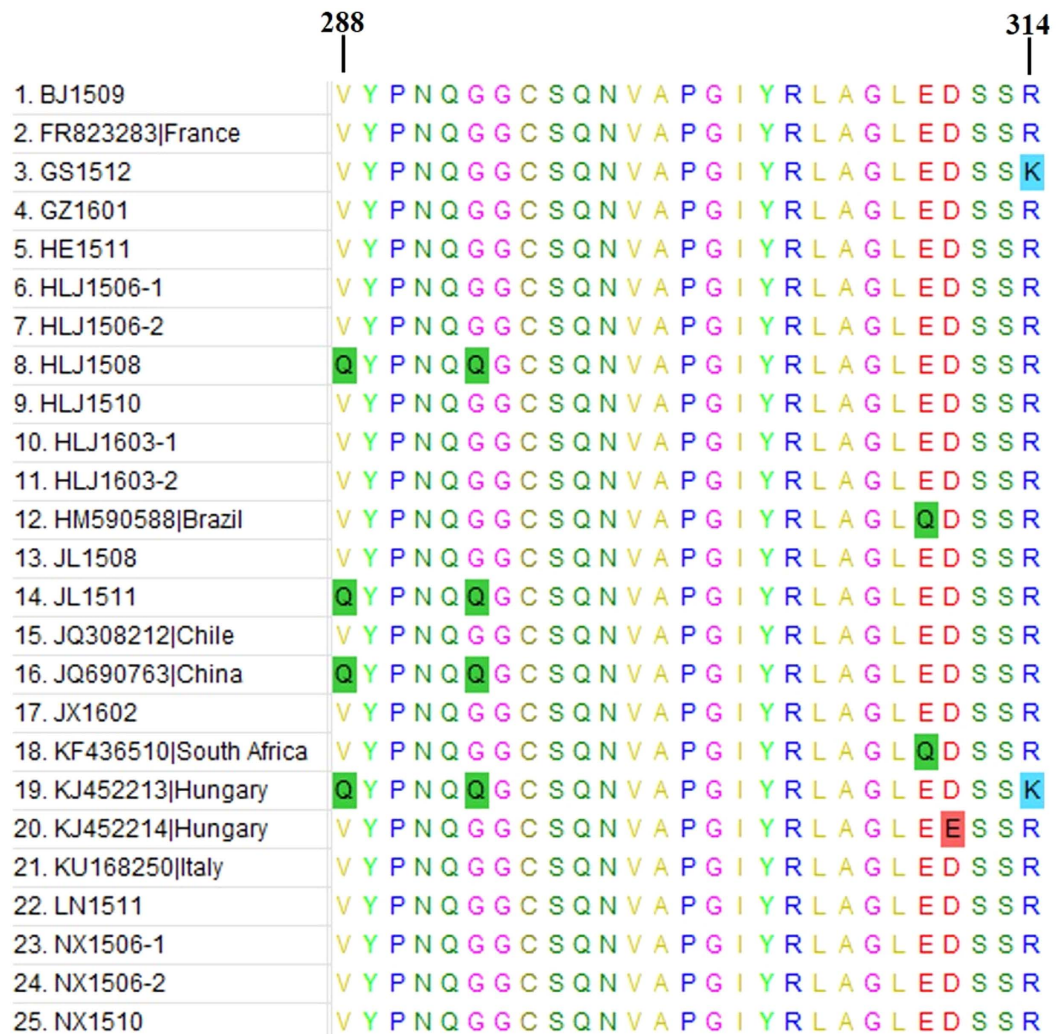 288 314
1. BJ1509 V Y P N Q G G C S Q N V A P G I Y R L A G L E D S S R
2. FR823283|France V Y P N Q G G C S Q N V A P G I Y R L A G L E D S S R
3. GS1512 V Y P N Q G G C S Q N V A P G I Y R L A G L E D S S K
4. GZ1601 V Y P N Q G G C S Q N V A P G I Y R L A G L E D S S R
5. HE1511 V Y P N Q G G C S Q N V A P G I Y R L A G L E D S S R
6. HLJ1506-1 V Y P N Q G G C S Q N V A P G I Y R L A G L E D S S R
7. HLJ1506-2 V Y P N Q G G C S Q N V A P G I Y R L A G L E D S S R
8. HLJ1508 Q Y P N Q Q G C S Q N V A P G I Y R L A G L E D S S R
9. HLJ1510 V Y P N Q G G C S Q N V A P G I Y R L A G L E D S S R
10. HLJ1603-1 V Y P N Q G G C S Q N V A P G I Y R L A G L E D S S R
11. HLJ1603-2 V Y P N Q G G C S Q N V A P G I Y R L A G L E D S S R
12. HM590588|Brazil V Y P N Q G G C S Q N V A P G I Y R L A G L Q D S S R
13. JL1508 V Y P N Q G G C S Q N V A P G I Y R L A G L E D S S R
14. JL1511 Q Y P N Q Q G C S Q N V A P G I Y R L A G L E D S S R
15. JQ308212|Chile V Y P N Q G G C S Q N V A P G I Y R L A G L E D S S R
16. JQ690763|China Q Y P N Q Q G C S Q N V A P G I Y R L A G L E D S S R
17. JX1602 V Y P N Q G G C S Q N V A P G I Y R L A G L E D S S R
18. KF436510|South Africa V Y P N Q G G C S Q N V A P G I Y R L A G L Q D S S R
19. KJ452213|Hungary Q Y P N Q Q G C S Q N V A P G I Y R L A G L E D S S K
20. KJ452214|Hungary V Y P N Q G G C S Q N V A P G I Y R L A G L E E S S R
21. KU168250|Italy V Y P N Q G G C S Q N V A P G I Y R L A G L E D S S R
22. LN1511 V Y P N Q G G C S Q N V A P G I Y R L A G L E D S S R
23. NX1506-1 V Y P N Q G G C S Q N V A P G I Y R L A G L E D S S R
24. NX1506-2 V Y P N Q G G C S Q N V A P G I Y R L A G L E D S S R
25. NX1510 V Y P N Q G G C S Q N V A P G I Y R L A G L E D S S R